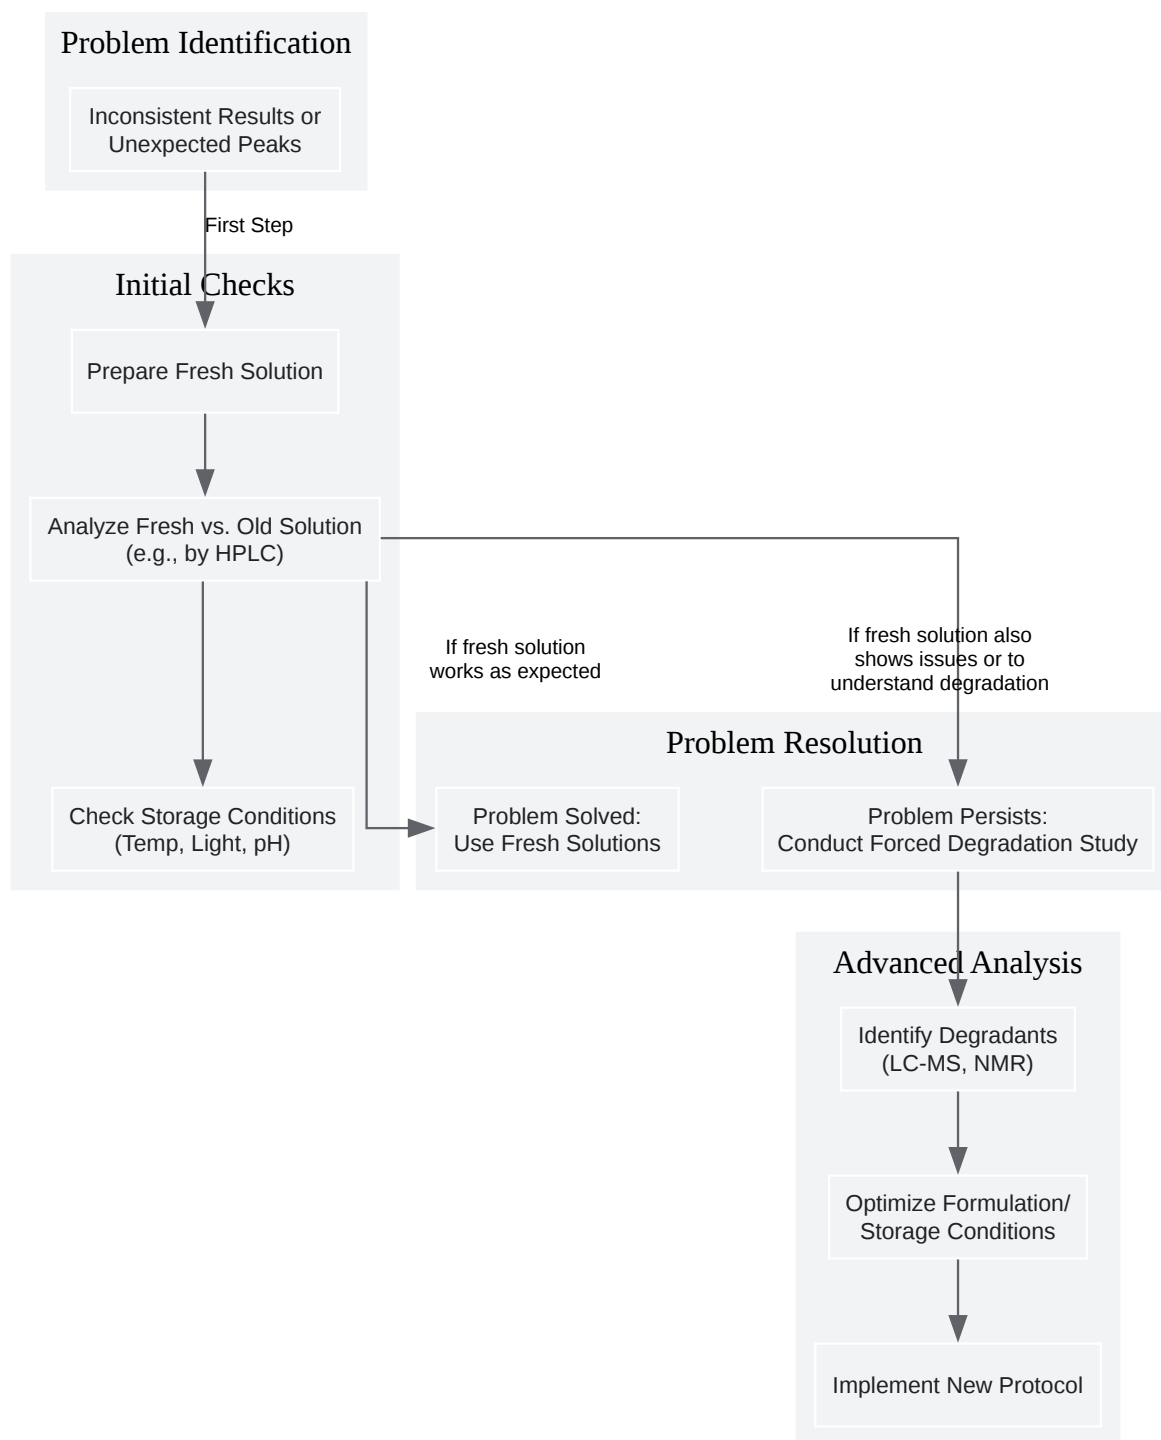 Problem Identification
Inconsistent Results or
Unexpected Peaks
First Step
Initial Checks
Prepare Fresh Solution
Analyze Fresh vs. Old Solution
(e.g., by HPLC)
If fresh solution
works as expected
If fresh solution also
shows issues or to
understand degradation
Problem Resolution
Check Storage Conditions
(Temp, Light, pH)
Problem Solved:
Use Fresh Solutions
Problem Persists:
Conduct Forced Degradation Study
Advanced Analysis
Identify Degradants
(LC-MS, NMR)
Optimize Formulation/
Storage Conditions
Implement New Protocol